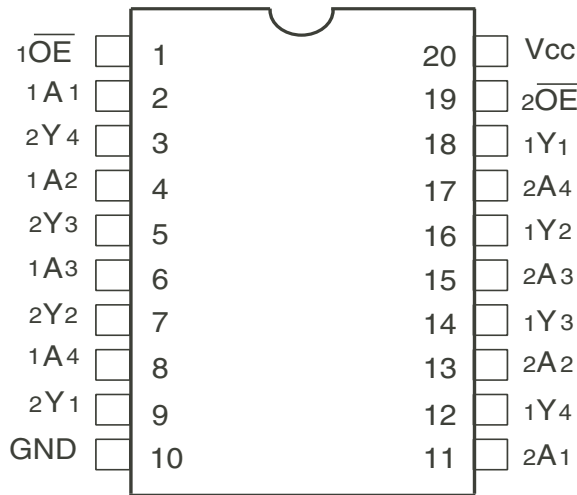 1O̅E̅ 1 20 Vcc
1A1 2 19 2O̅E̅
2Y4 3 18 1Y1
1A2 4 17 2A4
2Y3 5 16 1Y2
1A3 6 15 2A3
2Y2 7 14 1Y3
1A4 8 13 2A2
2Y1 9 12 1Y4
GND 10 11 2A1